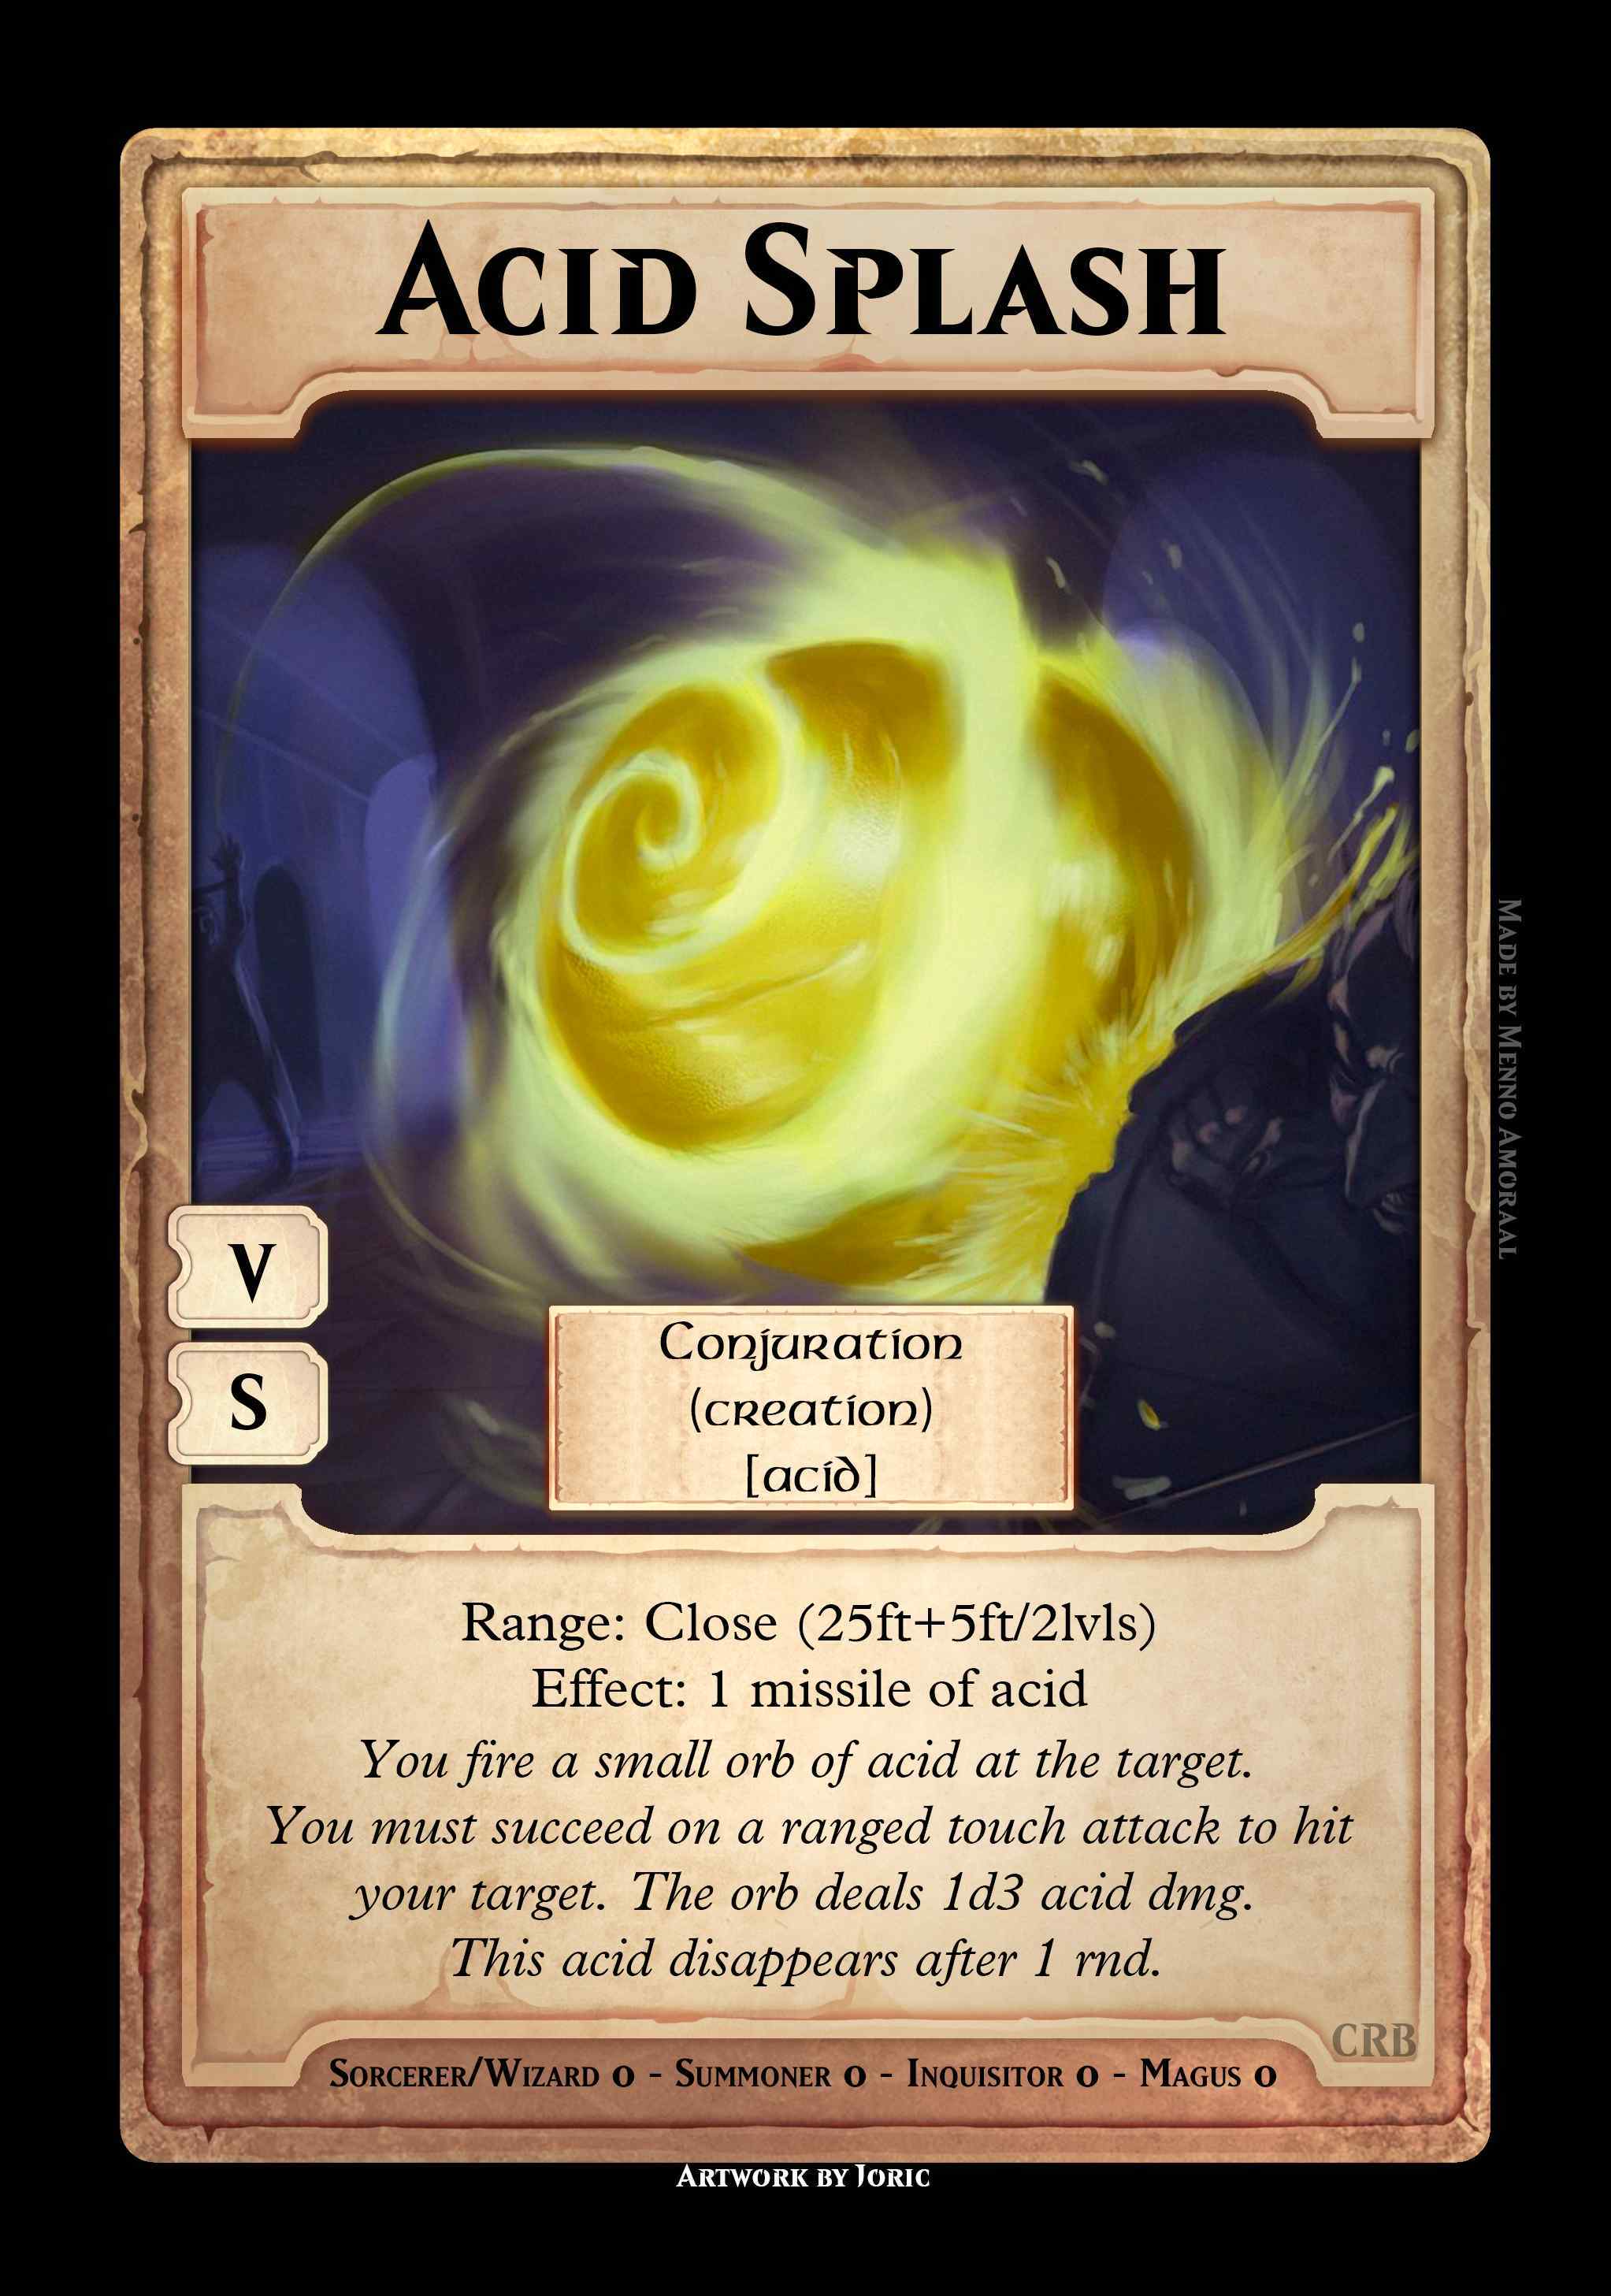 Acid Splash
V
S
Conjuration
(creation)
[acid]
Range: Close (25ft+5ft/2lvls)
Effect: 1 missile of acid
You fire a small orb of acid at the target.
You must succeed on a ranged touch attack to hit
your target. The orb deals 1d3 acid dmg.
This acid disappears after 1 rnd.
CRB
Sorcerer/Wizard 0 - Summoner 0 - Inquisitor 0 - Magus 0
Artwork by Joric
Made by Menno Amoraal